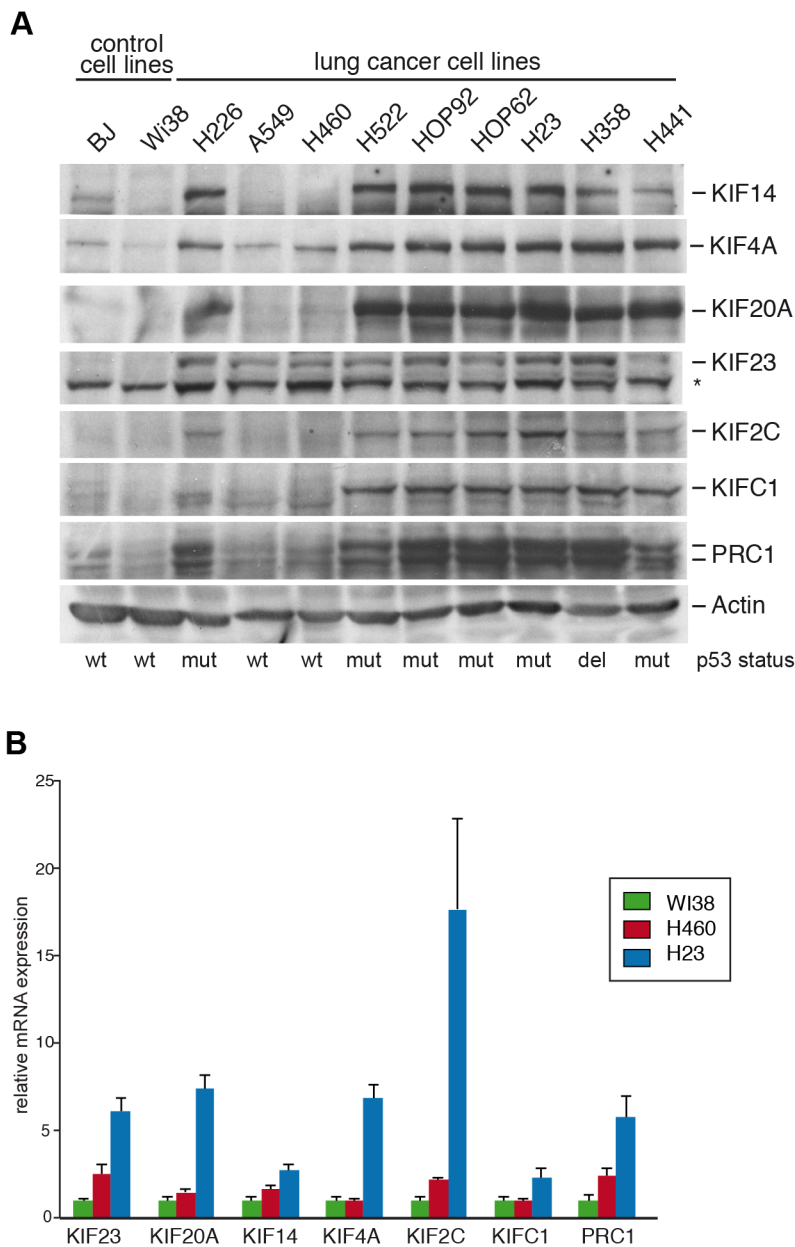 A
control
cell lines
lung cancer cell lines
BJ Wi38 H226 A549 H460 H522 HOP92 HOP62 H23 H358 H441
KIF14
KIF4A
KIF20A
KIF23
*
KIF2C
KIFC1
PRC1
Actin
wt wt mut wt wt mut mut mut mut del mut p53 status
B
relative mRNA expression
25
20
15
10
5
0
WI38
H460
H23
KIF23 KIF20A KIF14 KIF4A KIF2C KIFC1 PRC1